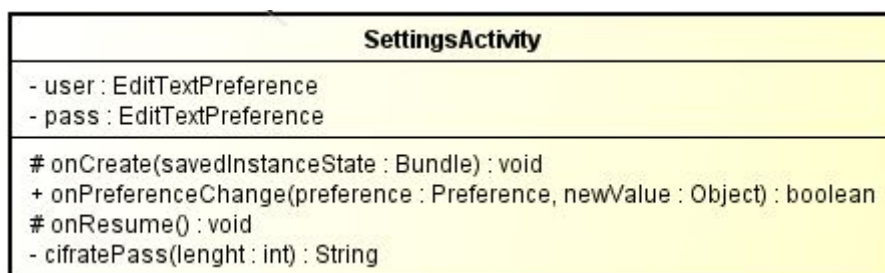 SettingsActivity
- user : EditTextPreference
- pass : EditTextPreference
# onCreate(savedInstanceState : Bundle) : void
+ onPreferenceChange(preference : Preference, newValue : Object) : boolean
# onResume() : void
- cifratePass(lenght : int) : String